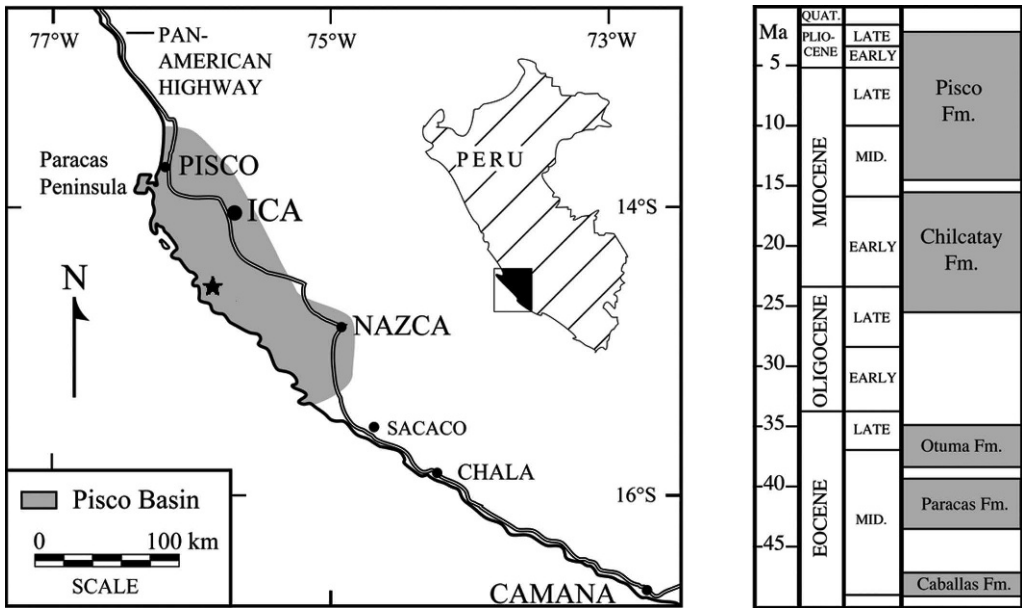 77°W
75°W
73°W
PAN-
AMERICAN
HIGHWAY
Paracas
Peninsula
PISCO
ICA
PERU
14°S
N
NAZCA
SACACO
CHALA
16°S
Pisco Basin
0 100 km
SCALE
CAMANA
Ma
QUAT.
PLIO-
CENE
LATE
EARLY
5
LATE
Pisco
Fm.
10
MIOCENE
MID.
15
20
EARLY
Chilcatay
Fm.
25
OLIGOCENE
LATE
30
EARLY
35
LATE
Otuma Fm.
40
EOCENE
MID.
Paracas Fm.
45
Caballas Fm.